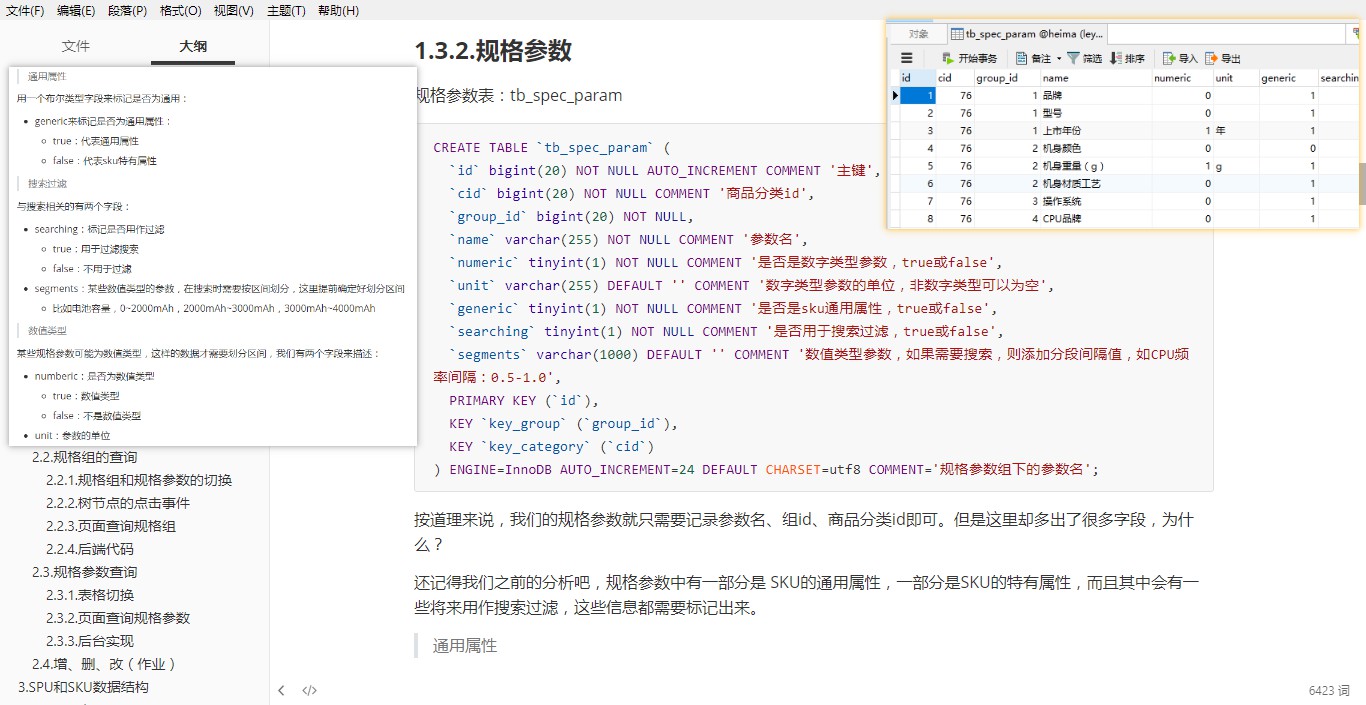 文件(F) 编辑(E) 段落(P) 格式(O) 视图(V) 主题(T) 帮助(H)
文件 大纲
通用属性
用一个布尔类型字段来标记是否为通用：
generic来标记是否为通用属性：
true：代表通用属性
false：代表sku特有属性
搜索过滤
与搜索相关的有两个字段：
searching：标记是否用作过滤
true：用于过滤搜索
false：不用于过滤
segments：某些数值类型的参数，在搜索时需要按区间划分，这里提前确定好划分区间
比如电池容量，0~2000mAh，2000mAh~3000mAh，3000mAh~4000mAh
数值类型
某些规格参数可能为数值类型，这样的数据才需要划分区间，我们有两个字段来描述：
numberic：是否为数值类型
true：数值类型
false：不是数值类型
unit：参数的单位
2.2.规格组的查询
2.2.1.规格组和规格参数的切换
2.2.2.树节点的点击事件
2.2.3.页面查询规格组
2.2.4.后端代码
2.3.规格参数查询
2.3.1.表格切换
2.3.2.页面查询规格参数
2.3.3.后台实现
2.4.增、删、改（作业）
3.SPU和SKU数据结构
1.3.2.规格参数
规格参数表：tb_spec_param
CREATE TABLE `tb_spec_param` (
`id` bigint(20) NOT NULL AUTO_INCREMENT COMMENT '主键',
`cid` bigint(20) NOT NULL COMMENT '商品分类id',
`group_id` bigint(20) NOT NULL,
`name` varchar(255) NOT NULL COMMENT '参数名',
`numeric` tinyint(1) NOT NULL COMMENT '是否是数字类型参数，true或false',
`unit` varchar(255) DEFAULT '' COMMENT '数字类型参数的单位，非数字类型可以为空',
`generic` tinyint(1) NOT NULL COMMENT '是否是sku通用属性，true或false',
`searching` tinyint(1) NOT NULL COMMENT '是否用于搜索过滤，true或false',
`segments` varchar(1000) DEFAULT '' COMMENT '数值类型参数，如果需要搜索，则添加分段间隔值，如CPU频
率间隔：0.5-1.0',
PRIMARY KEY (`id`),
KEY `key_group` (`group_id`),
KEY `key_category` (`cid`)
) ENGINE=InnoDB AUTO_INCREMENT=24 DEFAULT CHARSET=utf8 COMMENT='规格参数组下的参数名';
按道理来说，我们的规格参数就只需要记录参数名、组id、商品分类id即可。但是这里却多出了很多字段，为什
么？
还记得我们之前的分析吧，规格参数中有一部分是 SKU的通用属性，一部分是SKU的特有属性，而且其中会有一
些将来用作搜索过滤，这些信息都需要标记出来。
通用属性
6423 词
对象 tb_spec_param @heima (ley...
开始事务 备注 筛选 排序 导入 导出
id cid group_id name numeric unit generic searchin
1 76 1 品牌 0 1
2 76 1 型号 0 1
3 76 1 上市年份 1 年 1
4 76 2 机身颜色 0 0
5 76 2 机身重量（g） 1 g 1
6 76 2 机身材质工艺 0 1
7 76 3 操作系统 0 1
8 76 4 CPU品牌 0 1